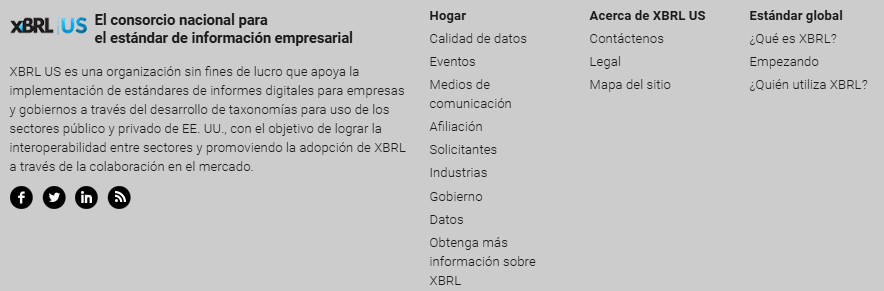 XBRL US
El consorcio nacional para
el estándar de información empresarial
XBRL US es una organización sin fines de lucro que apoya la
implementación de estándares de informes digitales para empresas
y gobiernos a través del desarrollo de taxonomías para uso de los
sectores público y privado de EE. UU., con el objetivo de lograr la
interoperabilidad entre sectores y promoviendo la adopción de XBRL
a través de la colaboración en el mercado.
Hogar
Calidad de datos
Eventos
Medios de
comunicación
Afiliación
Solicitantes
Industrias
Gobierno
Datos
Obtenga más
información sobre
XBRL
Acerca de XBRL US
Contáctenos
Legal
Mapa del sitio
Estándar global
¿Qué es XBRL?
Empezando
¿Quién utiliza XBRL?